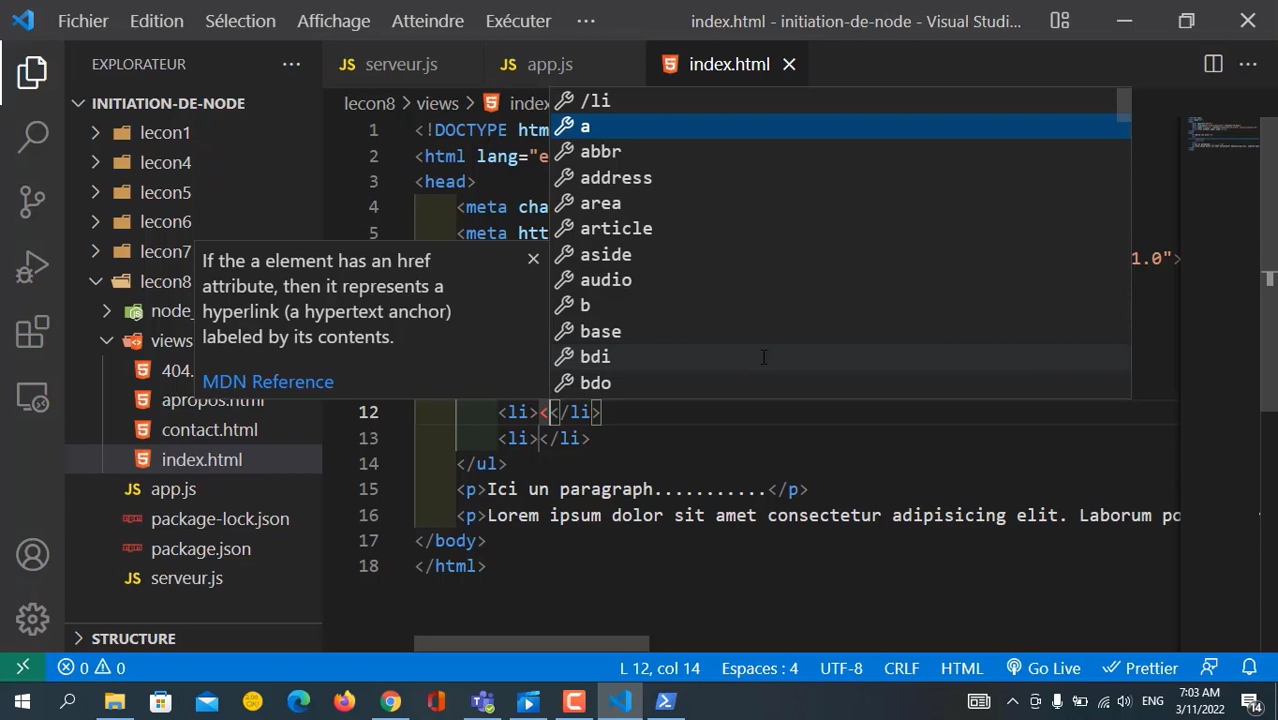 Fichier Edition Sélection Affichage Atteindre Exécuter ··· index.html - initiation-de-node - Visual Studi...
EXPLORATEUR ···
serveur.js app.js index.html
INITIATION-DE-NODE
lecon1
lecon4
lecon5
lecon6
lecon7
lecon8
node_
views
404.
apropos.html
contact.html
index.html
app.js
package-lock.json
package.json
serveur.js
STRUCTURE
lecon8 > views > index
1 <!DOCTYPE htm
2 <html lang="e
3 <head>
4 <meta cha
5 <meta htt
1.0">
/li
a
abbr
address
area
article
aside
audio
b
base
bdi
bdo
If the a element has an href
attribute, then it represents a
hyperlink (a hypertext anchor)
labeled by its contents.
MDN Reference
12 <li><</li>
13 <li></li>
14 </ul>
15 <p>Ici un paragraph...........</p>
16 <p>Lorem ipsum dolor sit amet consectetur adipisicing elit. Laborum po
17 </body>
18 </html>
0 0 L 12, col 14 Espaces : 4 UTF-8 CRLF HTML Go Live Prettier
ENG 7:03 AM
3/11/2022
14